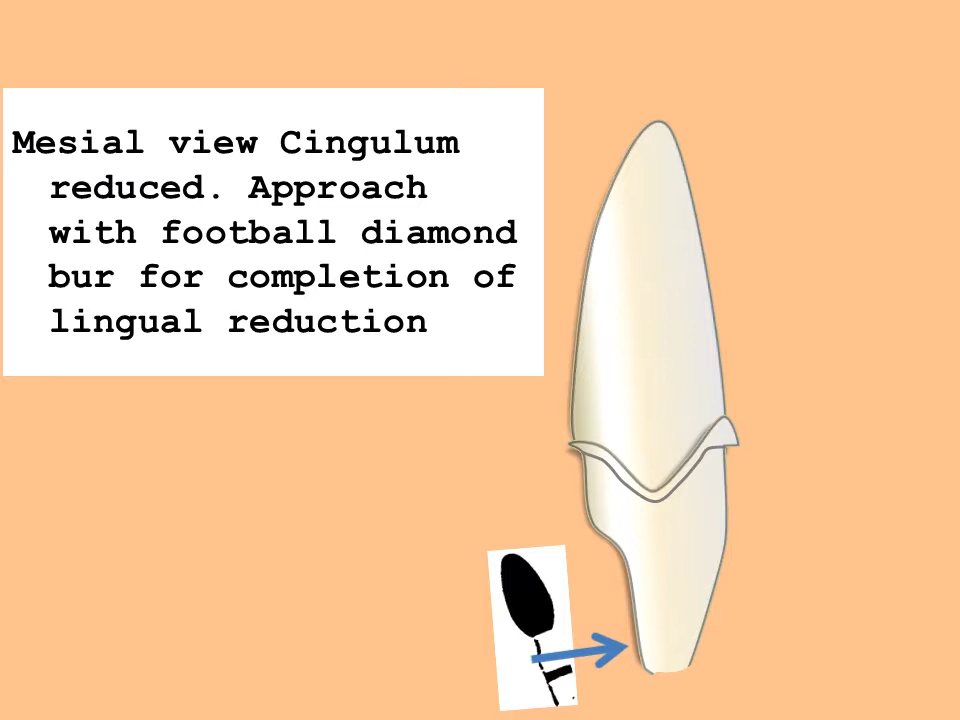 Mesial view Cingulum
reduced. Approach
with football diamond
bur for completion of
lingual reduction